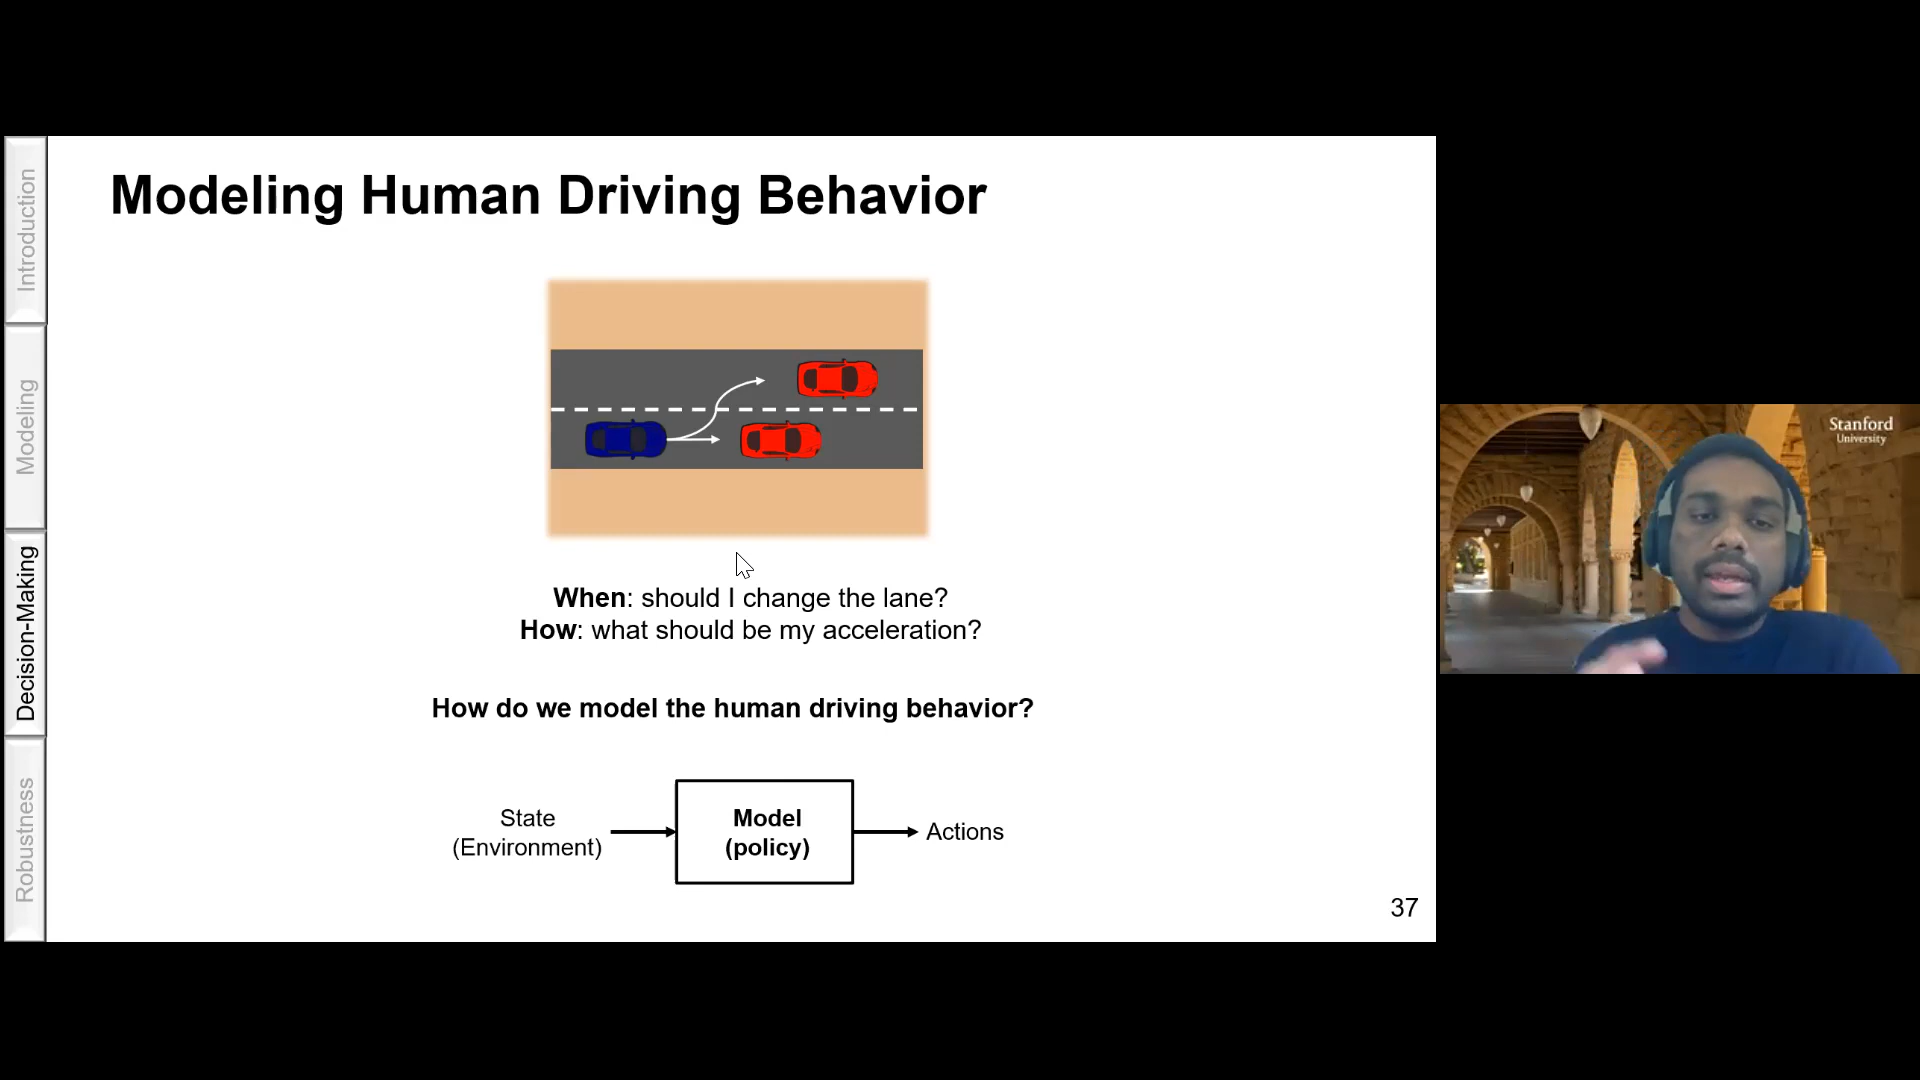 Modeling Human Driving Behavior
Introduction
Modeling
Decision-Making
Robustness
When: should I change the lane?
How: what should be my acceleration?
How do we model the human driving behavior?
State
(Environment)
Model
(policy)
Actions
37
Stanford
University